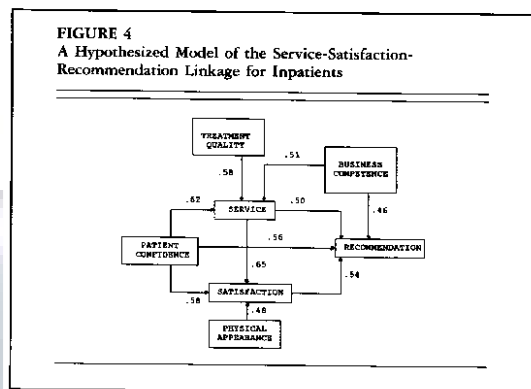 FIGURE 4
A Hypothesized Model of the Service-Satisfaction-
Recommendation Linkage for Inpatients
TREATMENT
QUALITY
.51
BUSINESS
COMPETENCE
.58
.62
SERVICE
.50
.46
.56
PATIENT
CONFIDENCE
RECOMMENDATION
.65
.54
SATISFACTION
.58
.48
PHYSICAL
APPEARANCE